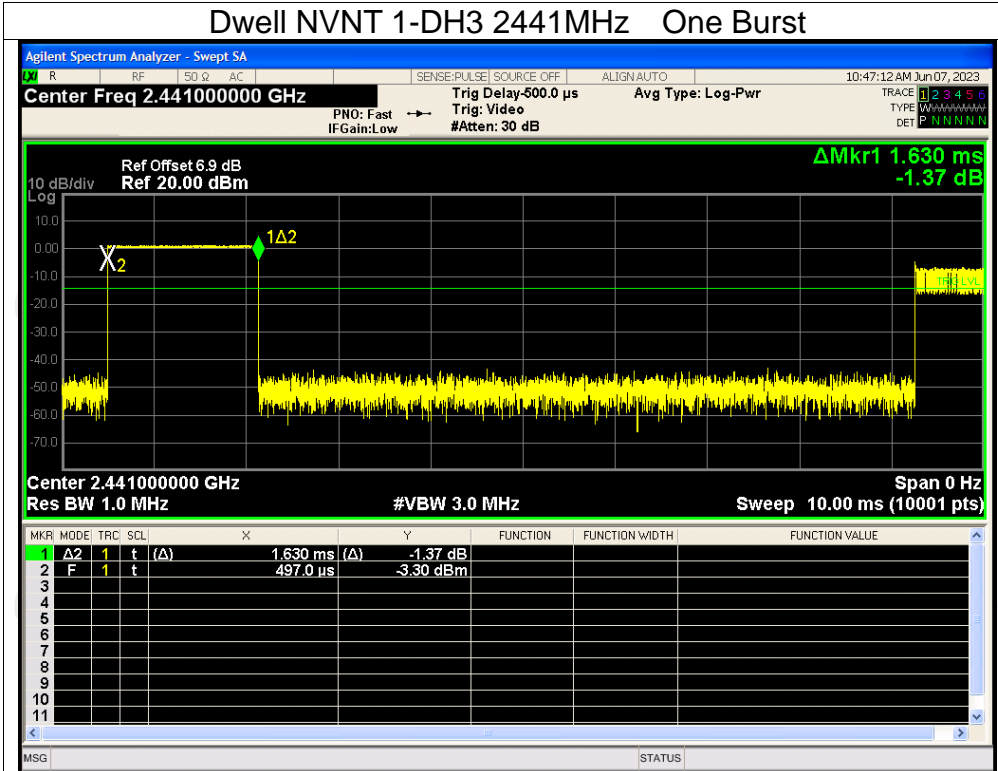 Dwell NVNT 1-DH3 2441MHz One Burst
Agilent Spectrum Analyzer - Swept SA
LXI R RF 50 Ω AC SENSE:PULSE SOURCE OFF ALIGN AUTO 10:47:12 AM Jun 07, 2023
Center Freq 2.441000000 GHz
PNO: Fast
IFGain:Low
Trig Delay-500.0 µs
Trig: Video
#Atten: 30 dB
Avg Type: Log-Pwr
TRACE 1 2 3 4 5 6
TYPE WWWWWW
DET P N N N N N
ΔMkr1 1.630 ms
-1.37 dB
Ref Offset 6.9 dB
10 dB/div Ref 20.00 dBm
Log
10.0
0.00
-10.0
-20.0
-30.0
-40.0
-50.0
-60.0
-70.0
1Δ2
2
TRIG LVL
Center 2.441000000 GHz Span 0 Hz
Res BW 1.0 MHz #VBW 3.0 MHz Sweep 10.00 ms (10001 pts)
MKR MODE TRC SCL X Y FUNCTION FUNCTION WIDTH FUNCTION VALUE
1 Δ2 1 t (Δ) 1.630 ms (Δ) -1.37 dB
2 F 1 t 497.0 µs -3.30 dBm
3
4
5
6
7
8
9
10
11
MSG STATUS